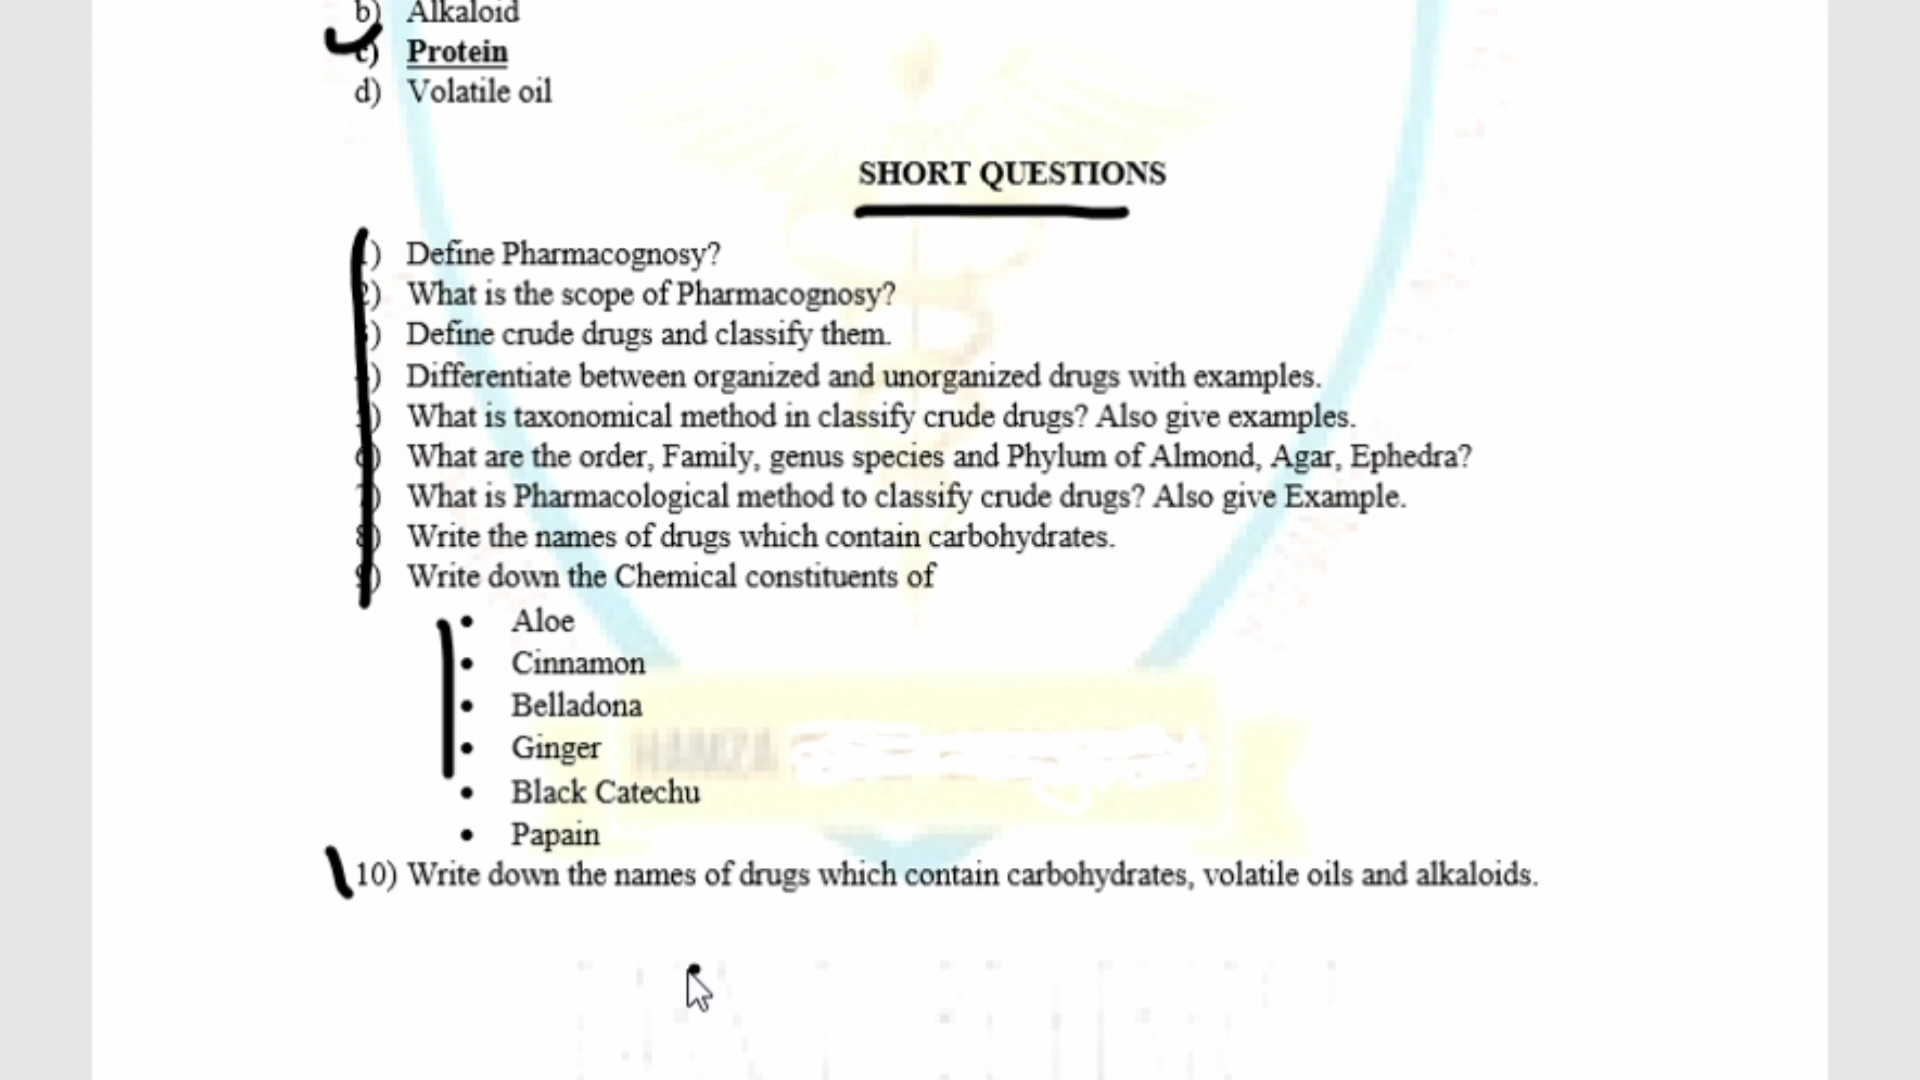 b) Alkaloid
c) Protein
d) Volatile oil
SHORT QUESTIONS
1) Define Pharmacognosy?
2) What is the scope of Pharmacognosy?
3) Define crude drugs and classify them.
4) Differentiate between organized and unorganized drugs with examples.
5) What is taxonomical method in classify crude drugs? Also give examples.
6) What are the order, Family, genus species and Phylum of Almond, Agar, Ephedra?
7) What is Pharmacological method to classify crude drugs? Also give Example.
8) Write the names of drugs which contain carbohydrates.
9) Write down the Chemical constituents of
• Aloe
• Cinnamon
• Belladona
• Ginger
HAMZA
• Black Catechu
• Papain
10) Write down the names of drugs which contain carbohydrates, volatile oils and alkaloids.